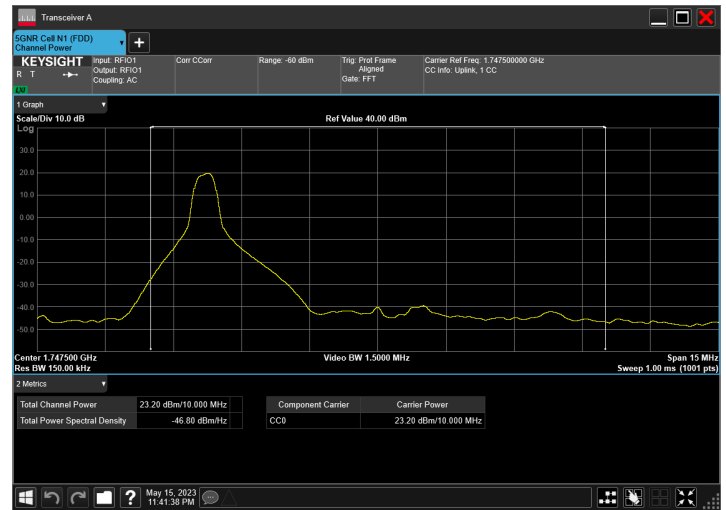 Transceiver A
5GNR Cell N1 (FDD)
Channel Power
KEYSIGHT
R T
LXI
Input: RFIO1
Output: RFIO1
Coupling: AC
Corr CCorr
Range: -60 dBm
Trig: Prot Frame
Aligned
Gate: FFT
Carrier Ref Freq: 1.747500000 GHz
CC Info: Uplink, 1 CC
1 Graph
Scale/Div 10.0 dB
Ref Value 40.00 dBm
Log
30.0
20.0
10.0
0.00
-10.0
-20.0
-30.0
-40.0
-50.0
Center 1.747500 GHz
Video BW 1.5000 MHz
Span 15 MHz
Res BW 150.00 kHz
Sweep 1.00 ms (1001 pts)
2 Metrics
Total Channel Power 23.20 dBm/10.000 MHz
Total Power Spectral Density -46.80 dBm/Hz
Component Carrier Carrier Power
CC0 23.20 dBm/10.000 MHz
?
May 15, 2023
11:41:38 PM